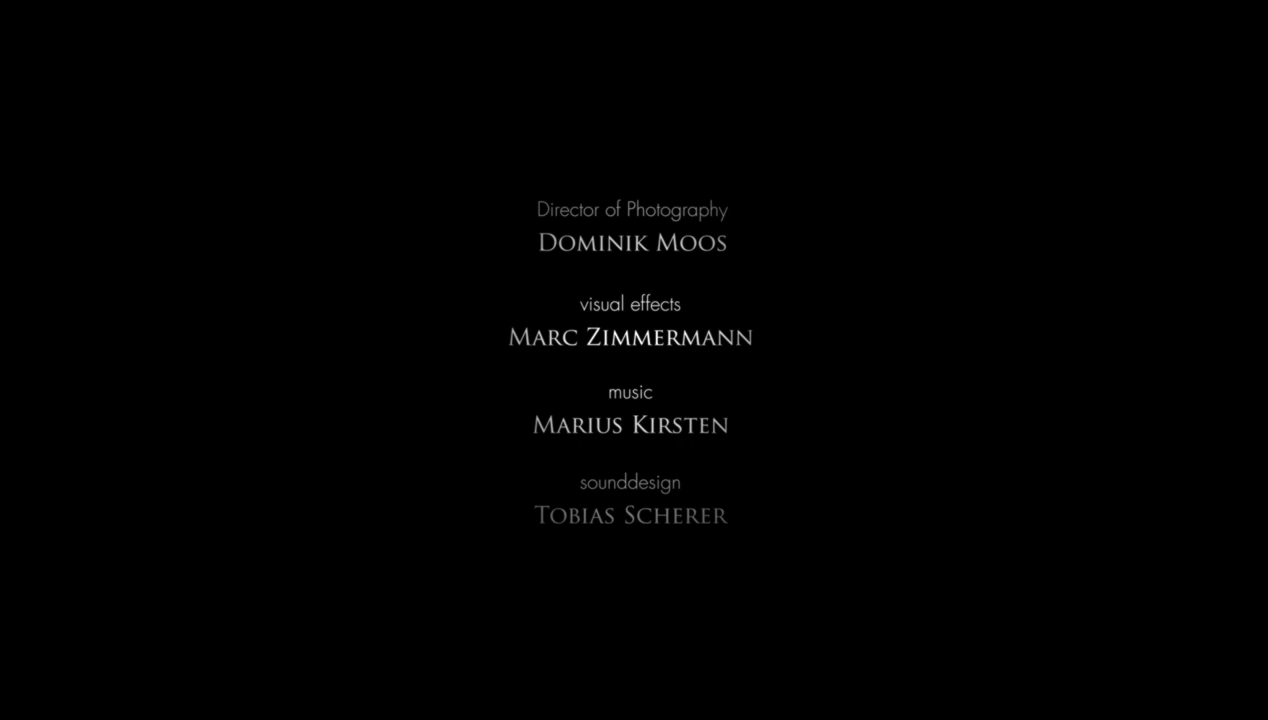 Director of Photography
DOMINIK MOOS
visual effects
MARC ZIMMERMANN
music
MARIUS KIRSTEN
sounddesign
TOBIAS SCHERER